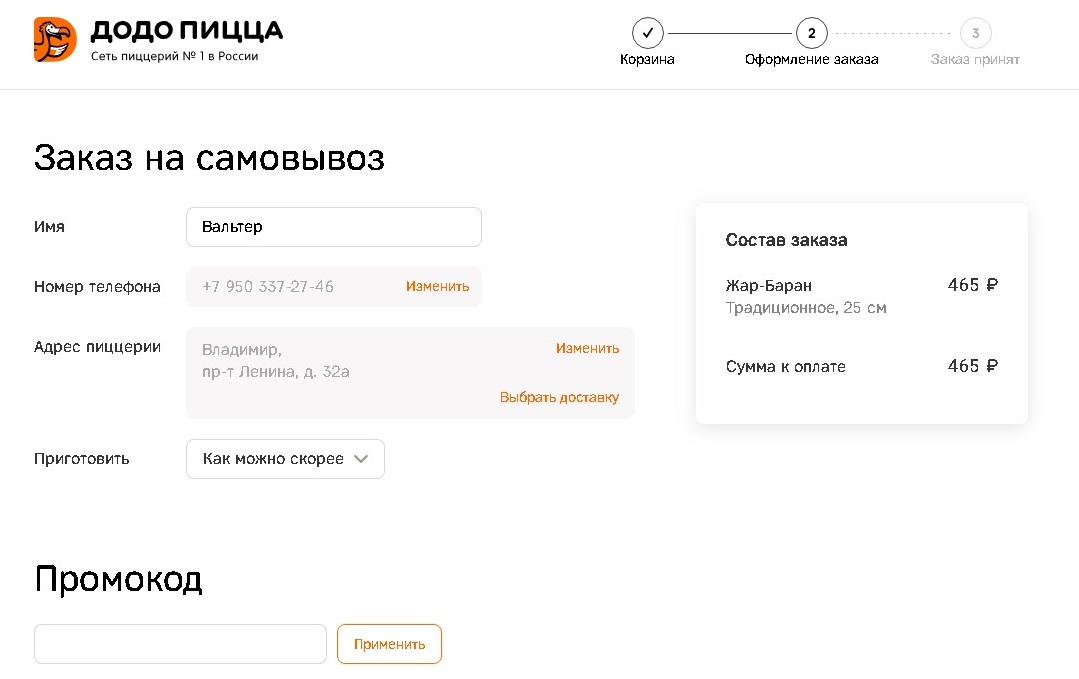 ДОДО ПИЦЦА
Сеть пиццерий № 1 в России
2
3
Корзина
Оформление заказа
Заказ принят
Заказ на самовывоз
Имя
Вальтер
Номер телефона
+7 950 337-27-46
Изменить
Адрес пиццерии
Владимир,
пр-т Ленина, д. 32а
Изменить
Выбрать доставку
Приготовить
Как можно скорее
Состав заказа
Жар-Баран
465 ₽
Традиционное, 25 см
Сумма к оплате
465 ₽
Промокод
Применить